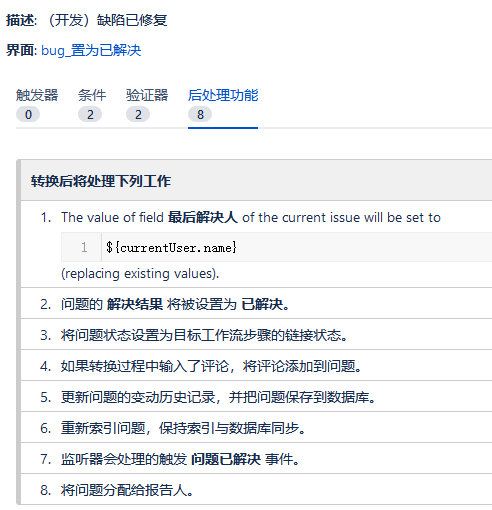 描述: （开发）缺陷已修复
界面: bug_置为已解决
触发器 条件 验证器 后处理功能
0 2 2 8
转换后将处理下列工作
1. The value of field 最后解决人 of the current issue will be set to
1 ${currentUser.name}
(replacing existing values).
2. 问题的 解决结果 将被设置为 已解决。
3. 将问题状态设置为目标工作流步骤的链接状态。
4. 如果转换过程中输入了评论，将评论添加到问题。
5. 更新问题的变动历史记录，并把问题保存到数据库。
6. 重新索引问题，保持索引与数据库同步。
7. 监听器会处理的触发 问题已解决 事件。
8. 将问题分配给报告人。